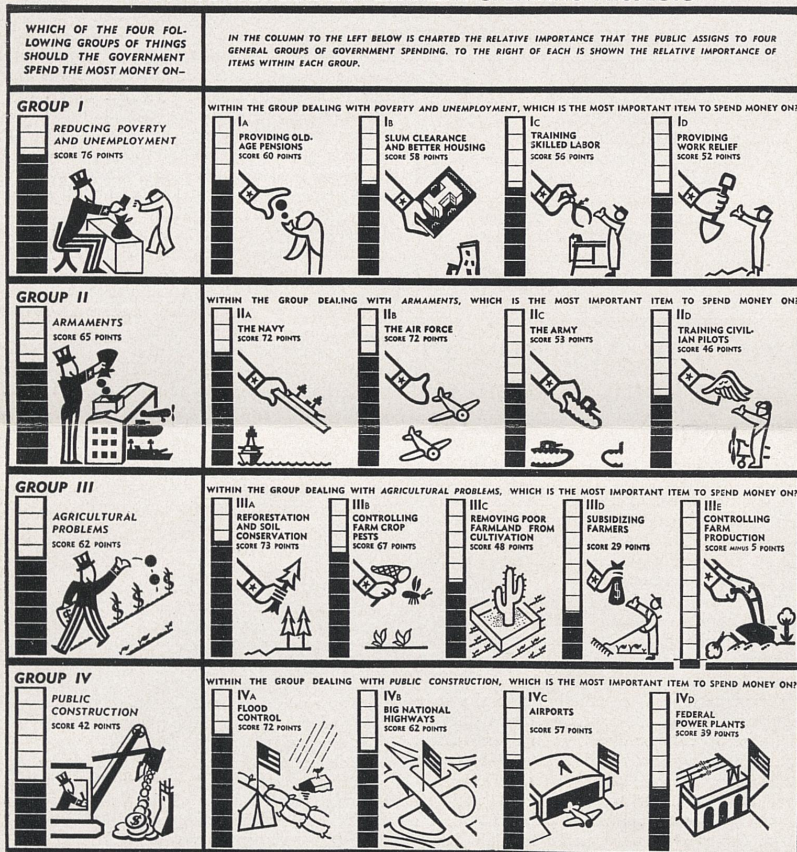 WHICH OF THE FOUR FOL-
LOWING GROUPS OF THINGS
SHOULD THE GOVERNMENT
SPEND THE MOST MONEY ON–
IN THE COLUMN TO THE LEFT BELOW IS CHARTED THE RELATIVE IMPORTANCE THAT THE PUBLIC ASSIGNS TO FOUR
GENERAL GROUPS OF GOVERNMENT SPENDING. TO THE RIGHT OF EACH IS SHOWN THE RELATIVE IMPORTANCE OF
ITEMS WITHIN EACH GROUP.
GROUP I
REDUCING POVERTY
AND UNEMPLOYMENT
SCORE 76 POINTS
WITHIN THE GROUP DEALING WITH POVERTY AND UNEMPLOYMENT, WHICH IS THE MOST IMPORTANT ITEM TO SPEND MONEY ON?
IA
PROVIDING OLD-
AGE PENSIONS
SCORE 60 POINTS
IB
SLUM CLEARANCE
AND BETTER HOUSING
SCORE 58 POINTS
IC
TRAINING
SKILLED LABOR
SCORE 56 POINTS
ID
PROVIDING
WORK RELIEF
SCORE 52 POINTS
GROUP II
ARMAMENTS
SCORE 65 POINTS
WITHIN THE GROUP DEALING WITH ARMAMENTS, WHICH IS THE MOST IMPORTANT ITEM TO SPEND MONEY ON?
IIA
THE NAVY
SCORE 72 POINTS
IIB
THE AIR FORCE
SCORE 72 POINTS
IIC
THE ARMY
SCORE 53 POINTS
IID
TRAINING CIVIL-
IAN PILOTS
SCORE 46 POINTS
GROUP III
AGRICULTURAL
PROBLEMS
SCORE 62 POINTS
$ $ $ $
WITHIN THE GROUP DEALING WITH AGRICULTURAL PROBLEMS, WHICH IS THE MOST IMPORTANT ITEM TO SPEND MONEY ON?
IIIA
REFORESTATION
AND SOIL
CONSERVATION
SCORE 73 POINTS
IIIB
CONTROLLING
FARM CROP
PESTS
SCORE 67 POINTS
IIIC
REMOVING POOR
FARMLAND FROM
CULTIVATION
SCORE 48 POINTS
IIID
SUBSIDIZING
FARMERS
SCORE 29 POINTS
$
IIIE
CONTROLLING
FARM
PRODUCTION
SCORE MINUS 5 POINTS
GROUP IV
PUBLIC
CONSTRUCTION
SCORE 42 POINTS
$
WITHIN THE GROUP DEALING WITH PUBLIC CONSTRUCTION, WHICH IS THE MOST IMPORTANT ITEM TO SPEND MONEY ON?
IVA
FLOOD
CONTROL
SCORE 72 POINTS
IVB
BIG NATIONAL
HIGHWAYS
SCORE 62 POINTS
IVC
AIRPORTS
SCORE 57 POINTS
IVD
FEDERAL
POWER PLANTS
SCORE 39 POINTS